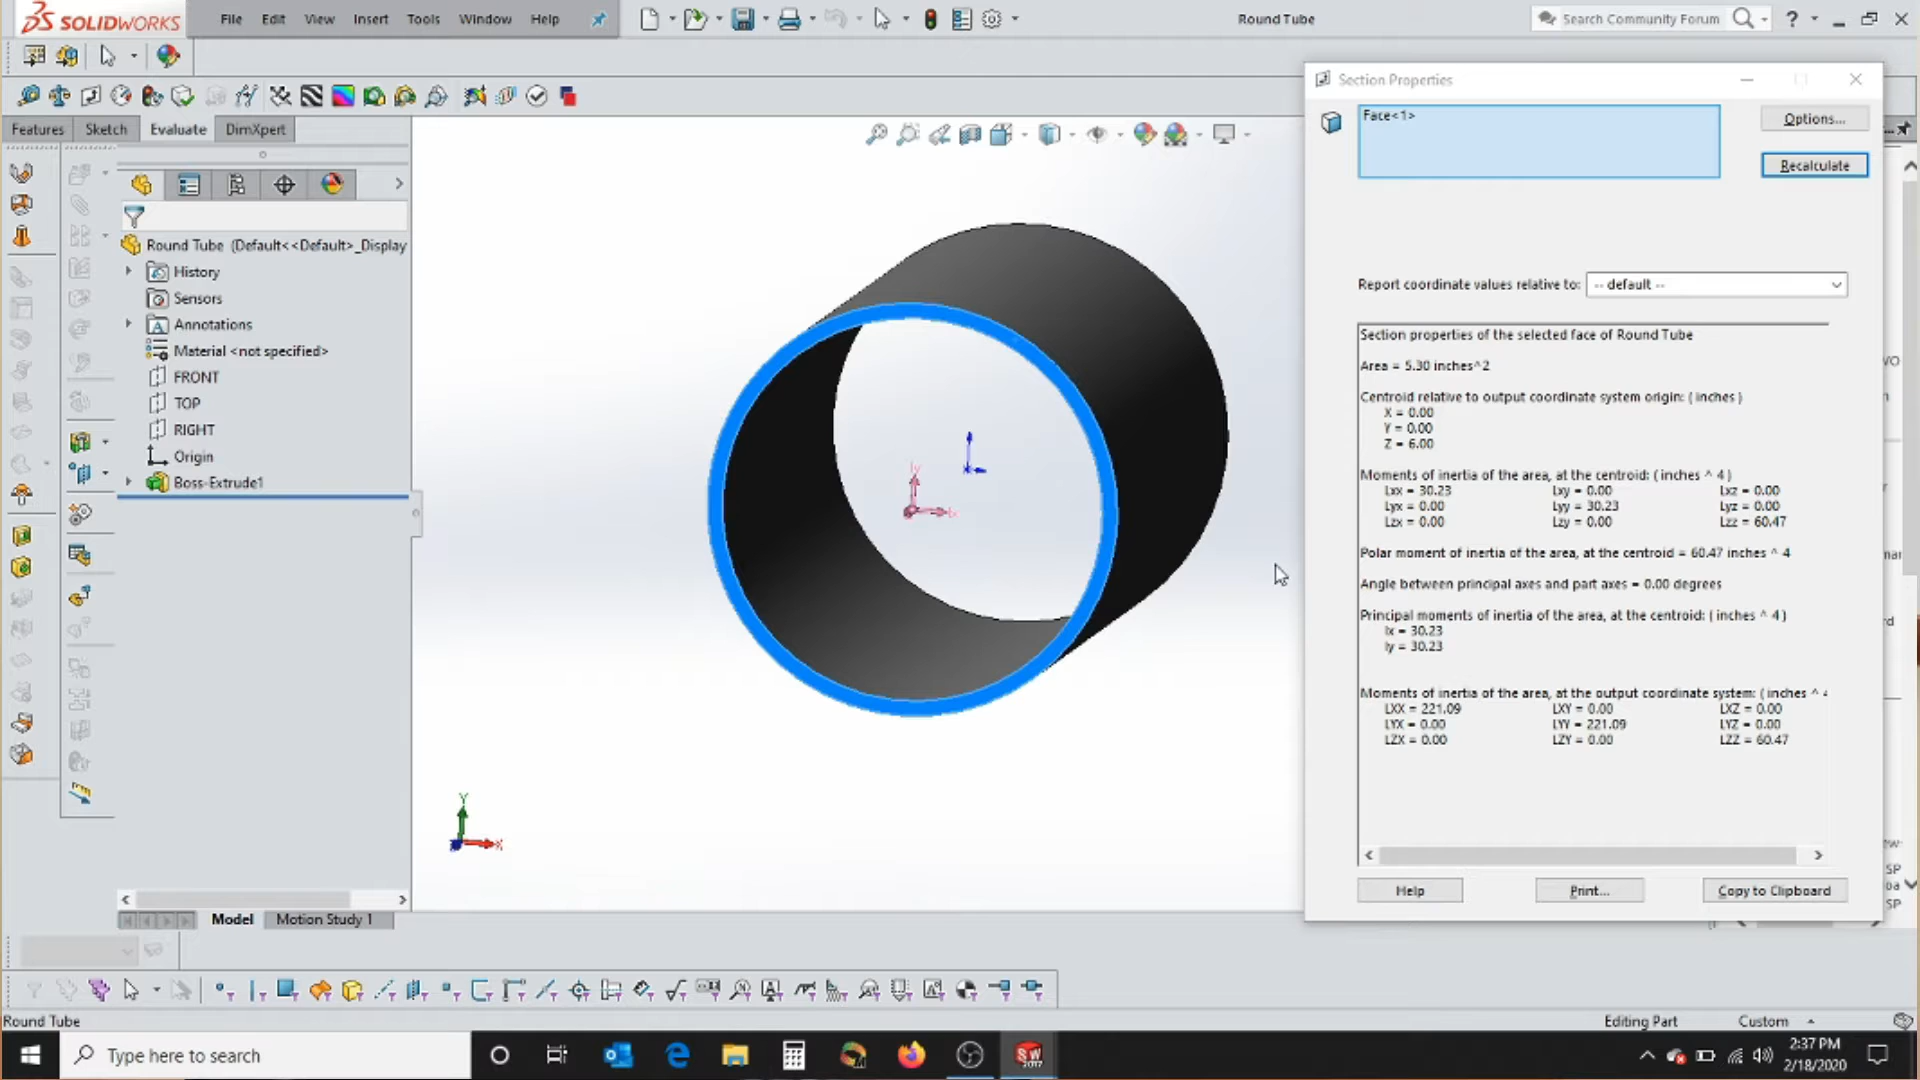 SOLIDWORKS File Edit View Insert Tools Window Help Round Tube Search Community Forum ?
Section Properties
Face<1>
Options...
Features Sketch Evaluate DimXpert
Recalculate
Round Tube (Default<<Default>_Display
History
Report coordinate values relative to: -- default --
Sensors
Annotations
Section properties of the selected face of Round Tube
Material <not specified>
Area = 5.30 inches^2
FRONT
Centroid relative to output coordinate system origin: ( inches )
TOP
X = 0.00
RIGHT
Y = 0.00
Z = 6.00
Origin
Moments of inertia of the area, at the centroid: ( inches ^ 4 )
Boss-Extrude1
Lxx = 30.23 Lxy = 0.00 Lxz = 0.00
Lyx = 0.00 Lyy = 30.23 Lyz = 0.00
Lzx = 0.00 Lzy = 0.00 Lzz = 60.47
Polar moment of inertia of the area, at the centroid = 60.47 inches ^ 4
Angle between principal axes and part axes = 0.00 degrees
Principal moments of inertia of the area, at the centroid: ( inches ^ 4 )
Ix = 30.23
Iy = 30.23
Moments of inertia of the area, at the output coordinate system: ( inches ^ 4
LXX = 221.09 LXY = 0.00 LXZ = 0.00
LYX = 0.00 LYY = 221.09 LYZ = 0.00
LZX = 0.00 LZY = 0.00 LZZ = 60.47
Y
X
Help Print... Copy to Clipboard
Model Motion Study 1
Round Tube Editing Part Custom
Type here to search
SW
2017
2:37 PM
2/18/2020